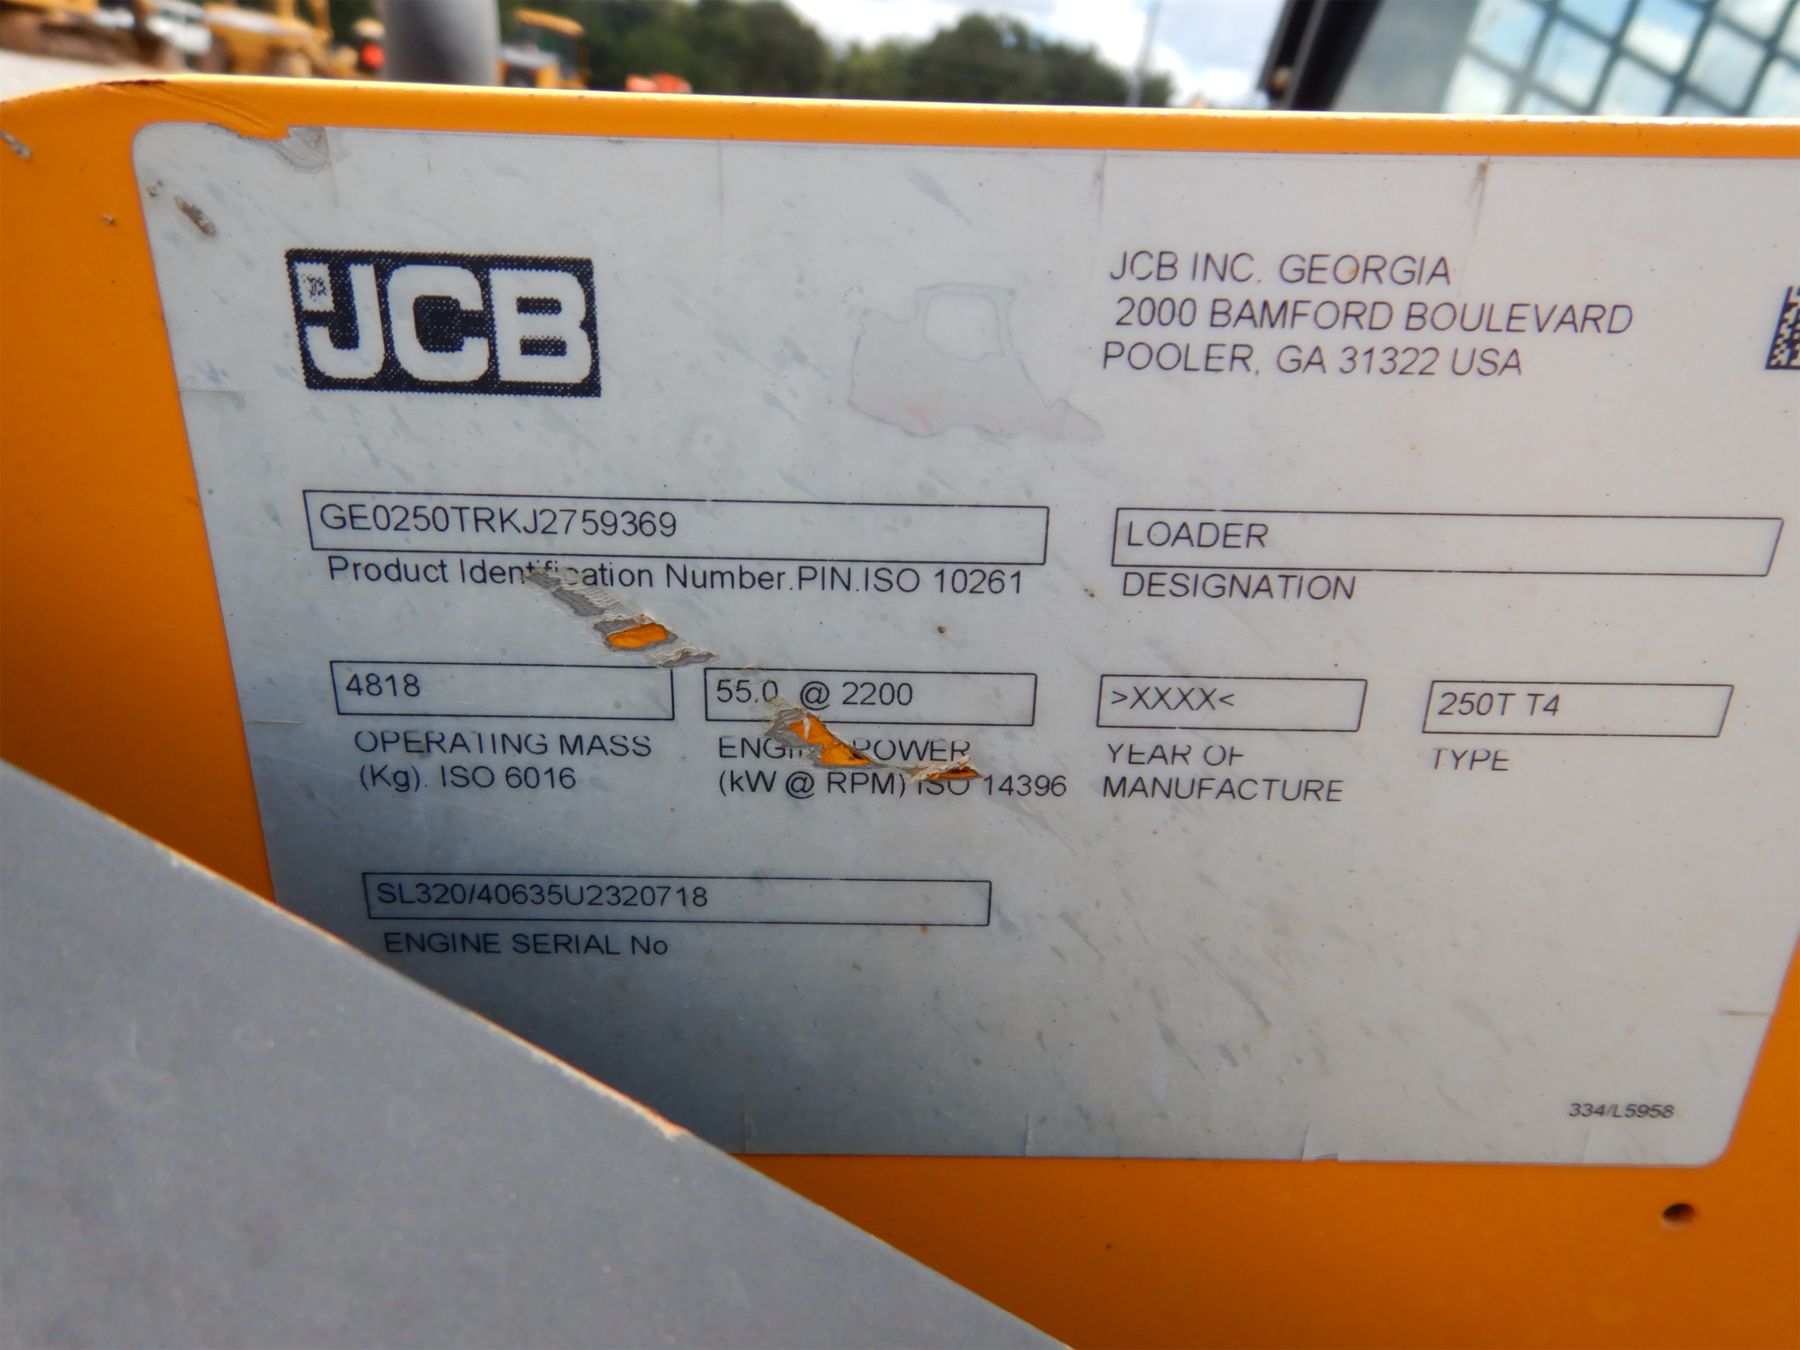 JCB
JCB INC. GEORGIA
2000 BAMFORD BOULEVARD
POOLER, GA 31322 USA
GE0250TRKJ2759369
Product Identification Number.PIN.ISO 10261
LOADER
DESIGNATION
4818
OPERATING MASS
(Kg). ISO 6016
55.0 @ 2200
ENGINE POWER
(kW @ RPM) ISO 14396
>XXXX<
YEAR OF
MANUFACTURE
250T T4
TYPE
SL320/40635U2320718
ENGINE SERIAL No
334/L5958